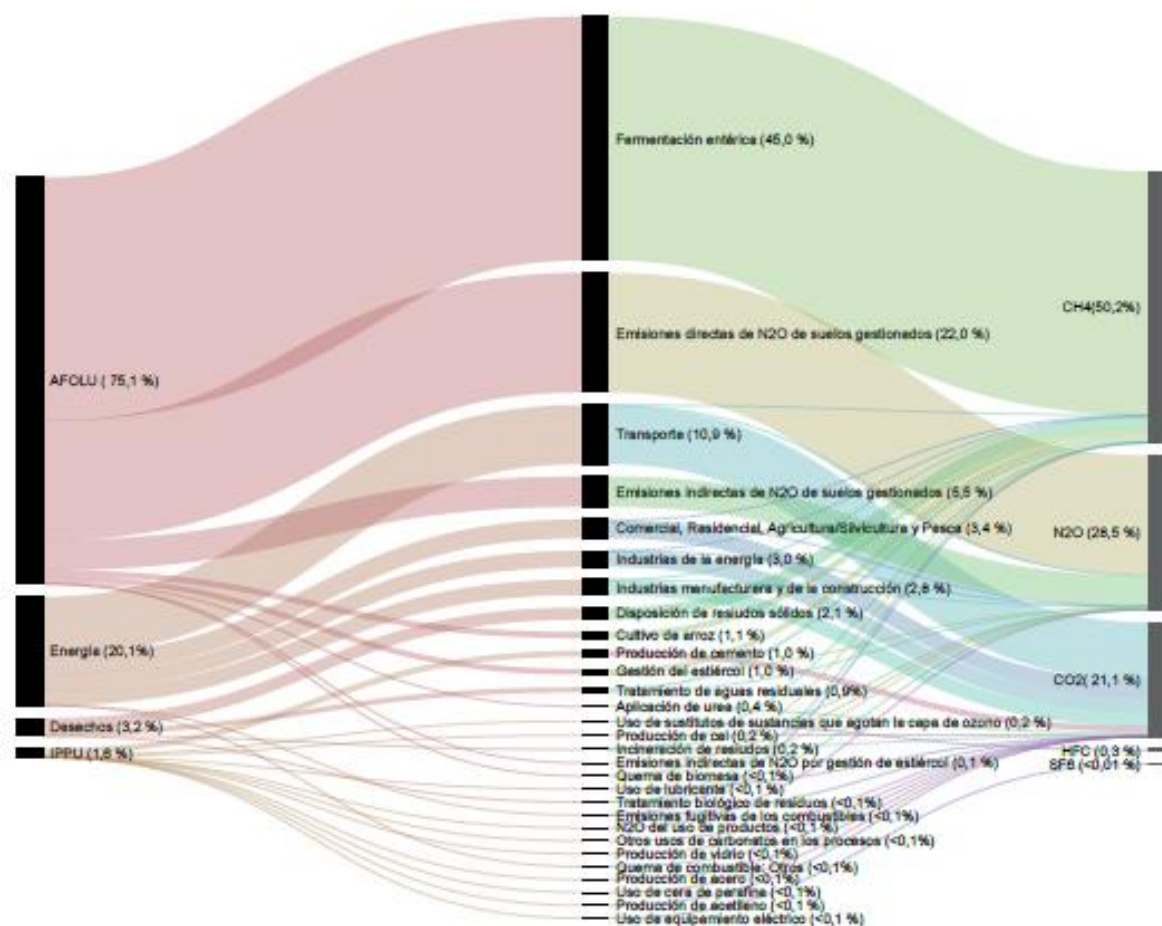 AFOLU ( 75,1 %)
Energía (20,1%)
Desechos (3,2 %)
IPPU (1,6 %)
Fermentación entérica (45,0 %)
Emisiones directas de N2O de suelos gestionados (22,0 %)
Transporte (10,9 %)
Emisiones indirectas de N2O de suelos gestionados (5,5 %)
Comercial, Residencial, Agricultura/Silvicultura y Pesca (3,4 %)
Industrias de la energía (3,0 %)
Industrias manufacturera y de la construcción (2,8 %)
Disposición de residuos sólidos (2,1 %)
Cultivo de arroz (1,1 %)
Producción de cemento (1,0 %)
Gestión del estiércol (1,0 %)
Tratamiento de aguas residuales (0,9%)
Aplicación de urea (0,4 %)
Uso de sustitutos de sustancias que agotan la capa de ozono (0,2 %)
Producción de cal (0,2 %)
Incineración de residuos (0,2 %)
Emisiones indirectas de N2O por gestión de estiércol (0,1 %)
Quema de biomasa (<0,1%)
Uso de lubricante (<0,1 %)
Tratamiento biológico de residuos (<0,1%)
Emisiones fugitivas de los combustibles (<0,1%)
N2O del uso de productos (<0,1 %)
Otros usos de carbonatos en los procesos (<0,1%)
Producción de vidrio (<0,1%)
Quema de combustible: Otros (<0,1%)
Producción de acero (<0,1%)
Uso de cera de parafina (<0,1%)
Producción de acetileno (<0,1 %)
Uso de equipamiento eléctrico (<0,1 %)
CH4(50,2%)
N2O (28,5 %)
CO2( 21,1 %)
HFC (0,3 %)
SF6 (<0,01 %)